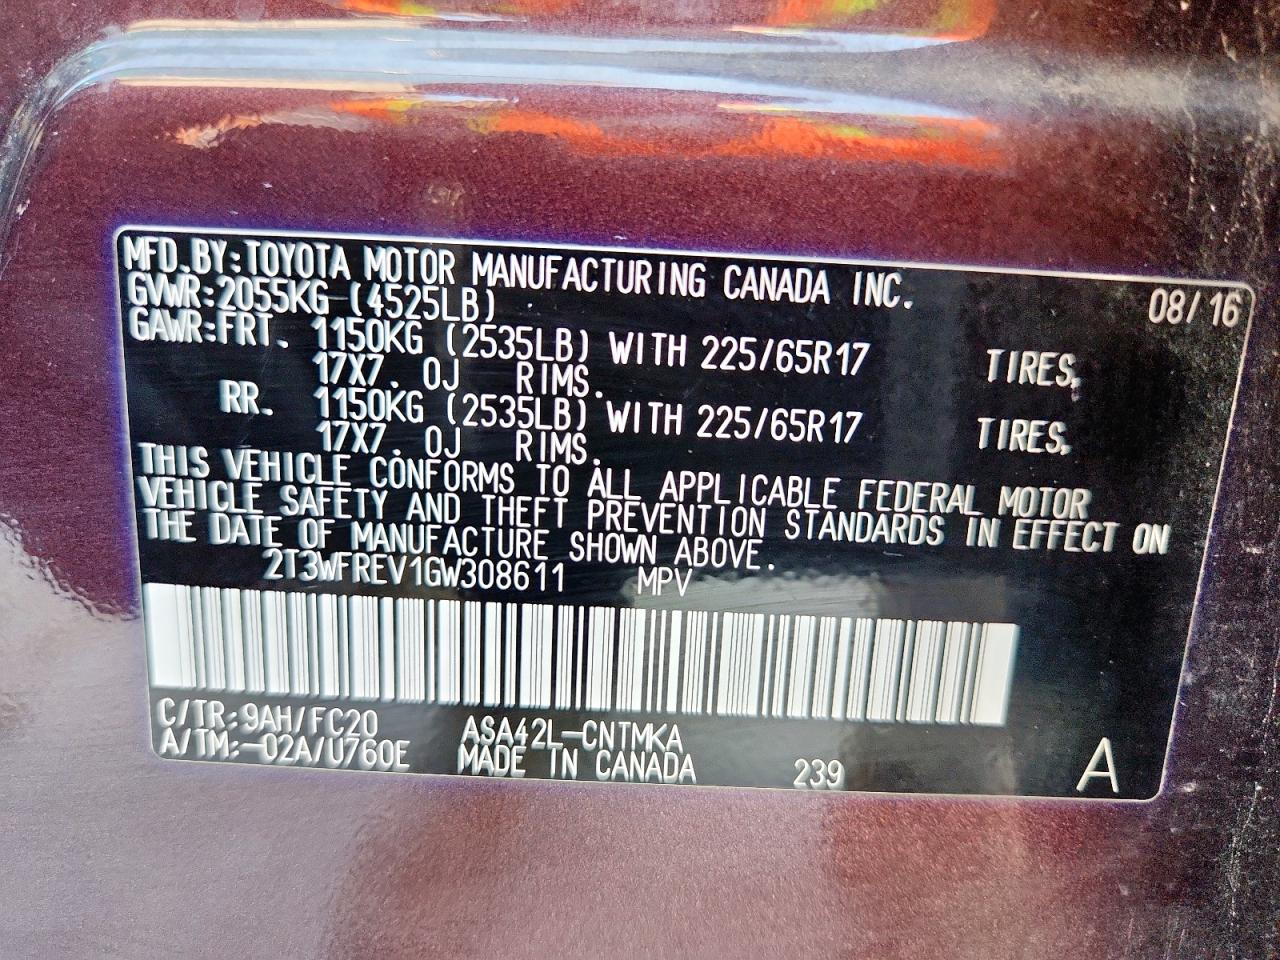 MFD.BY:TOYOTA MOTOR MANUFACTURING CANADA INC. 08/16
GVWR:2055KG (4525LB)
GAWR:FRT. 1150KG (2535LB) WITH 225/65R17 TIRES,
17X7.0J RIMS.
RR. 1150KG (2535LB) WITH 225/65R17 TIRES,
17X7.0J RIMS.
THIS VEHICLE CONFORMS TO ALL APPLICABLE FEDERAL MOTOR
VEHICLE SAFETY AND THEFT PREVENTION STANDARDS IN EFFECT ON
THE DATE OF MANUFACTURE SHOWN ABOVE.
2T3WFREV1GW308611 MPV
C/TR:9AH/FC20 ASA42L-CNTMKA
A/TM:-02A/U760E MADE IN CANADA 239 A